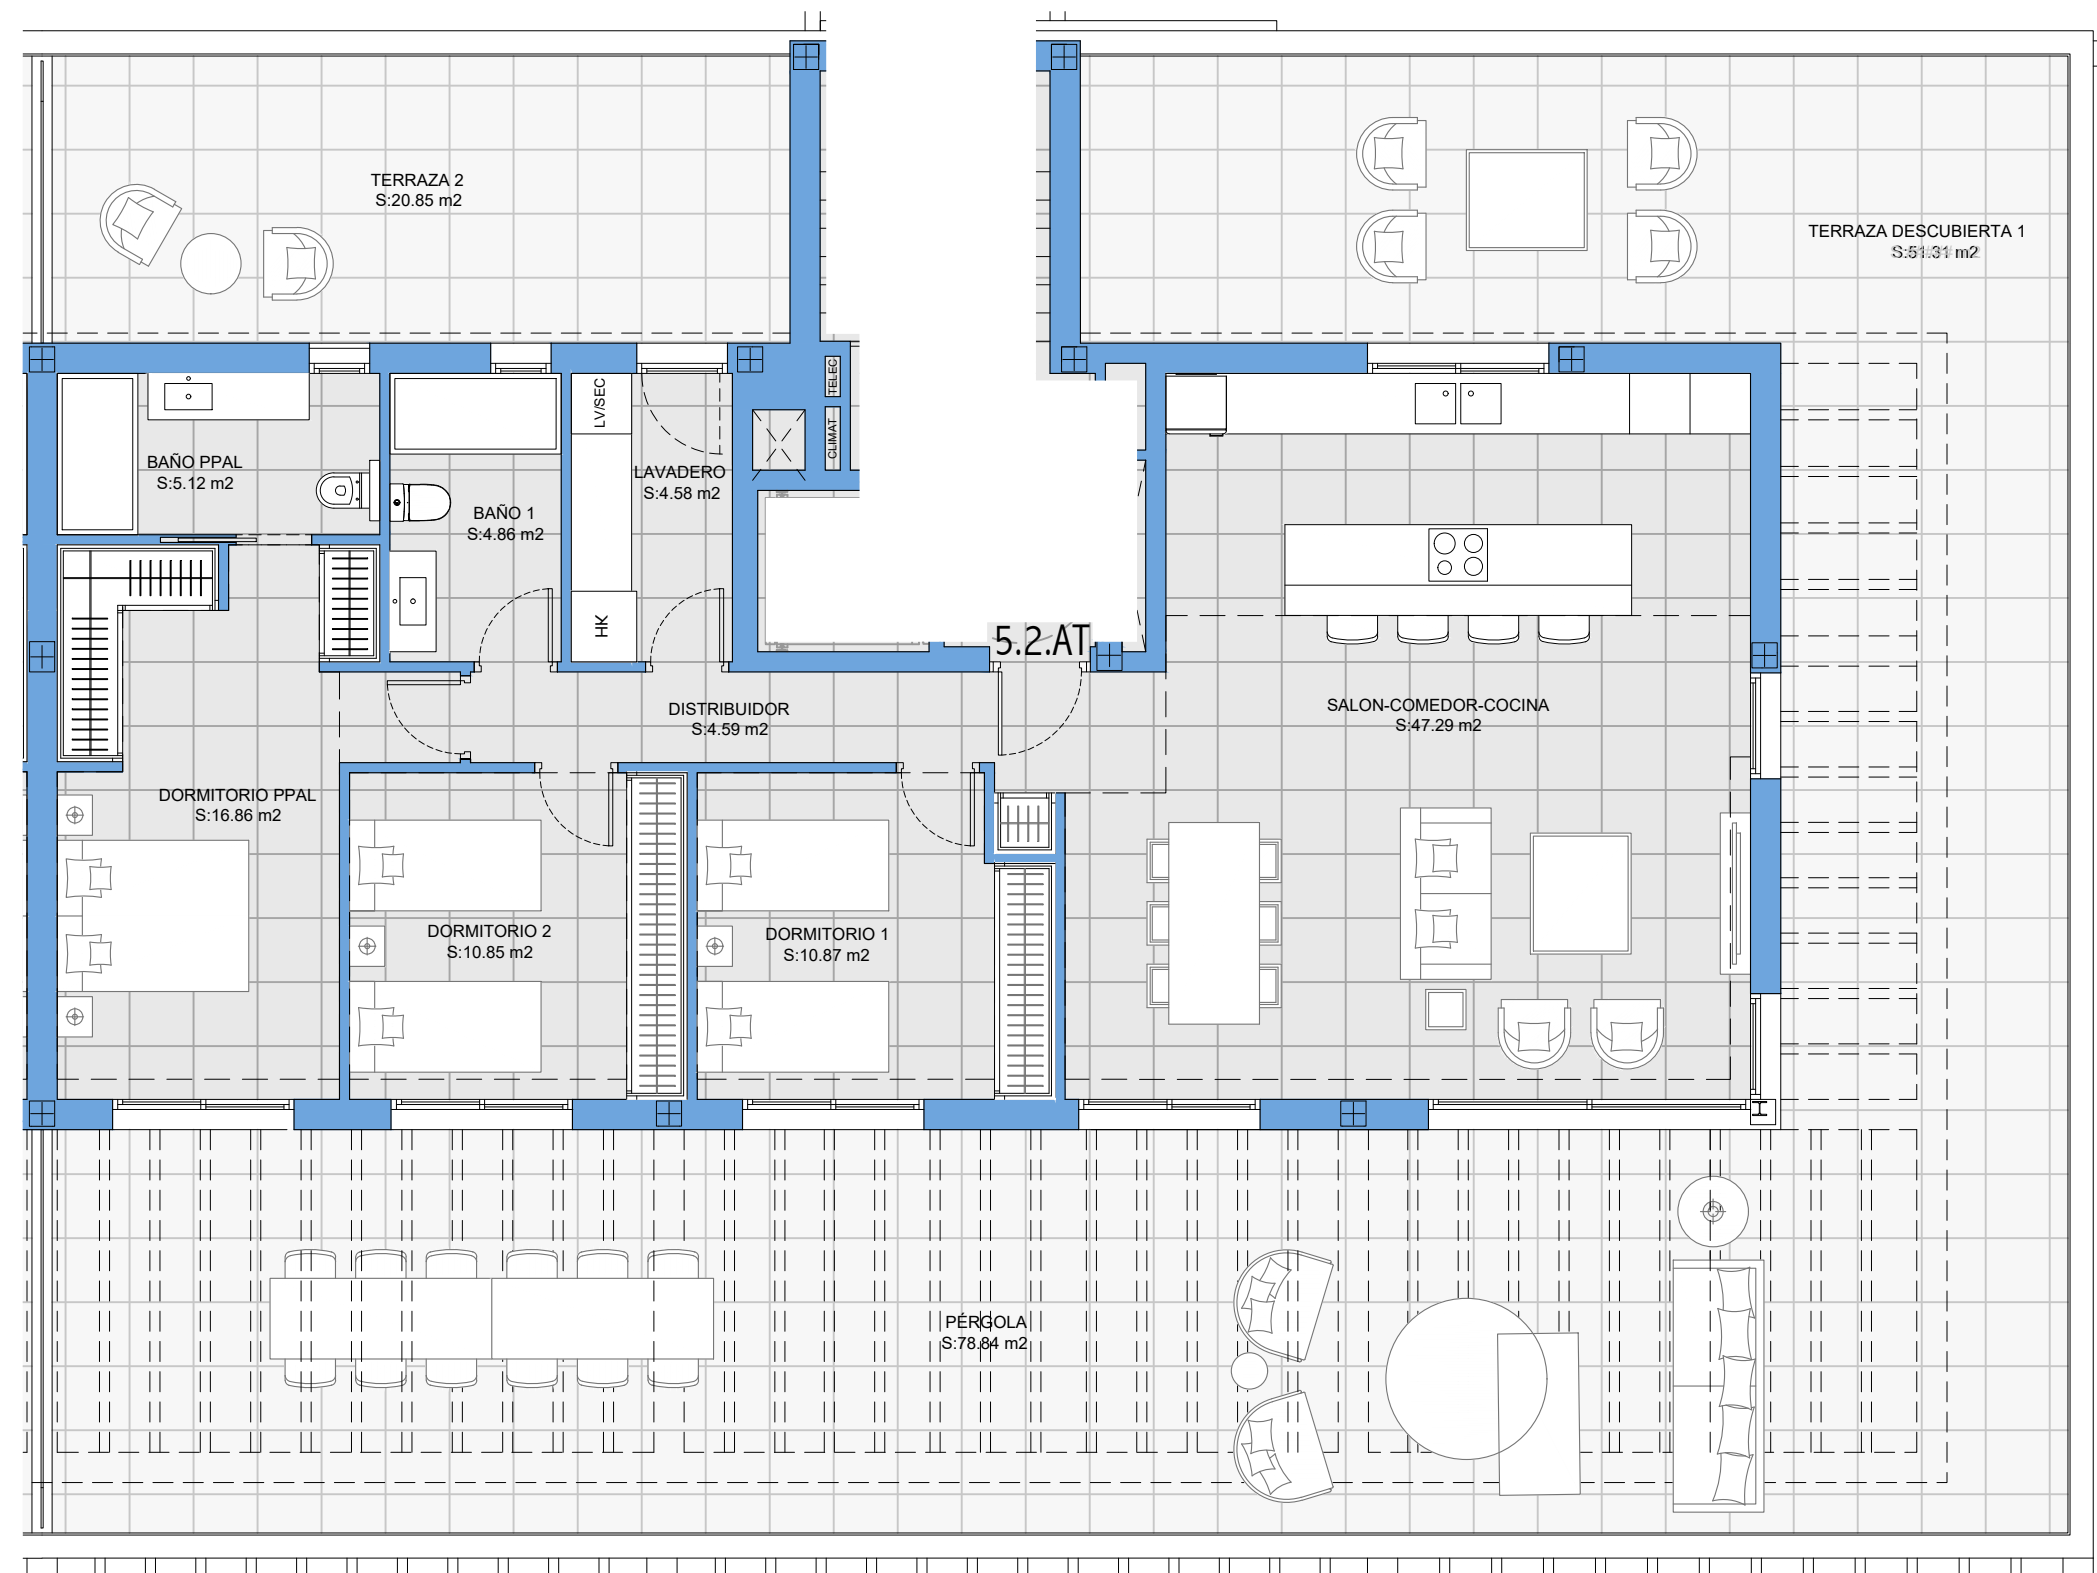 TERRAZA 2
S:20.85 m2
TERRAZA DESCUBIERTA 1
S:51.31 m2
TELEC
CLIMAT
LV/SEC
BAÑO PPAL
S:5.12 m2
LAVADERO
S:4.58 m2
BAÑO 1
S:4.86 m2
HK
5.2.AT
DISTRIBUIDOR
S:4.59 m2
SALON-COMEDOR-COCINA
S:47.29 m2
DORMITORIO PPAL
S:16.86 m2
DORMITORIO 2
S:10.85 m2
DORMITORIO 1
S:10.87 m2
PÉRGOLA
S:78.84 m2